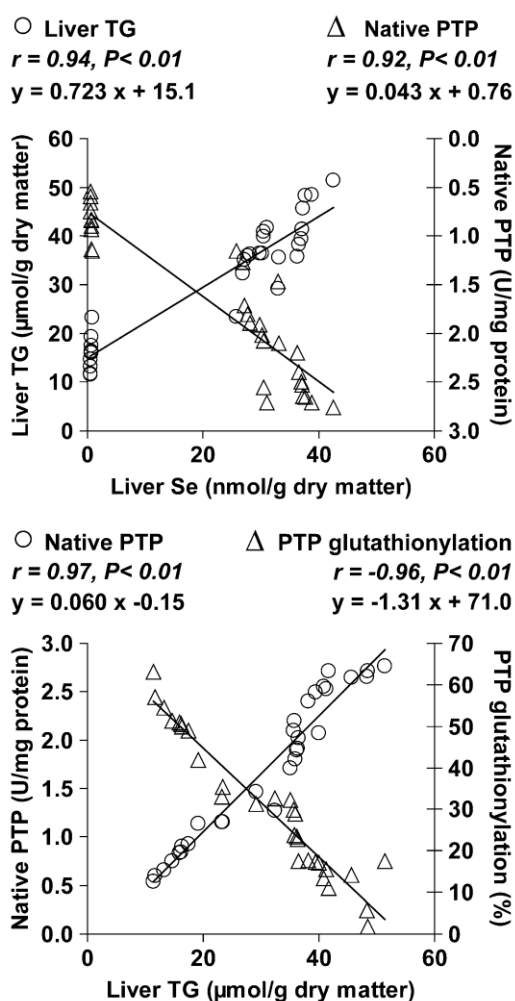 ○ Liver TG △ Native PTP
r = 0.94, P< 0.01 r = 0.92, P< 0.01
y = 0.723 x + 15.1 y = 0.043 x + 0.76
Liver TG (µmol/g dry matter)
60
50
40
30
20
10
0
0.0
0.5
1.0
1.5
2.0
2.5
3.0
Native PTP
(U/mg protein)
0 20 40 60
Liver Se (nmol/g dry matter)
○ Native PTP △ PTP glutathionylation
r = 0.97, P< 0.01 r = -0.96, P< 0.01
y = 0.060 x -0.15 y = -1.31 x + 71.0
Native PTP (U/mg protein)
3.0
2.5
2.0
1.5
1.0
0.5
0.0
70
60
50
40
30
20
10
0
PTP glutathionylation
(%)
0 20 40 60
Liver TG (µmol/g dry matter)